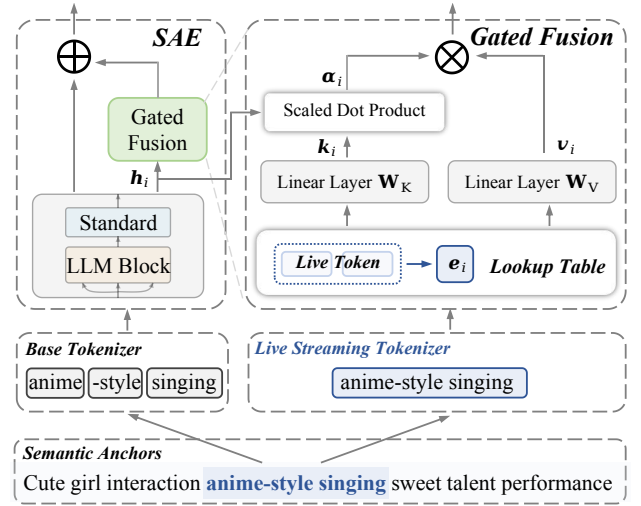 SAE
Gated Fusion
α_i
Scaled Dot Product
Gated
Fusion
k_i
v_i
h_i
Linear Layer W_K
Linear Layer W_V
Standard
LLM Block
Live Token
e_i
Lookup Table
Base Tokenizer
anime -style singing
Live Streaming Tokenizer
anime-style singing
Semantic Anchors
Cute girl interaction anime-style singing sweet talent performance